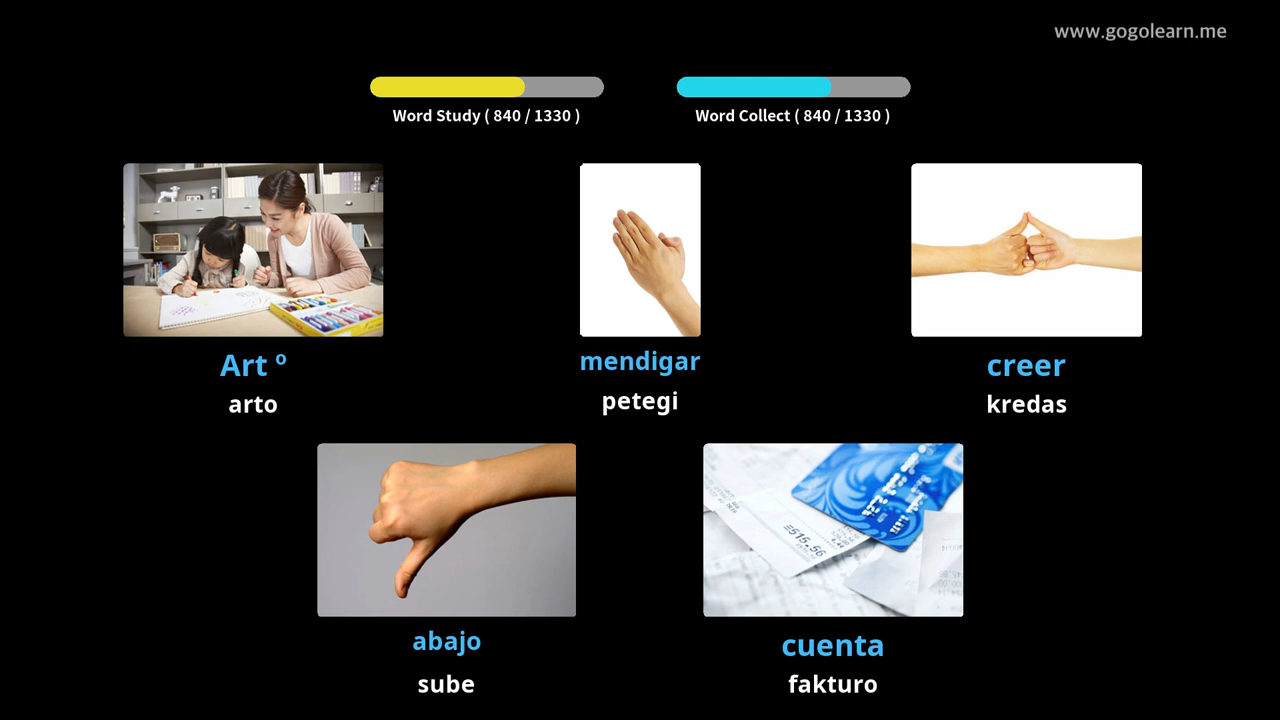 www.gogolearn.me
Word Study ( 840 / 1330 )
Word Collect ( 840 / 1330 )
Art º
arto
mendigar
petegi
creer
kredas
abajo
sube
cuenta
fakturo